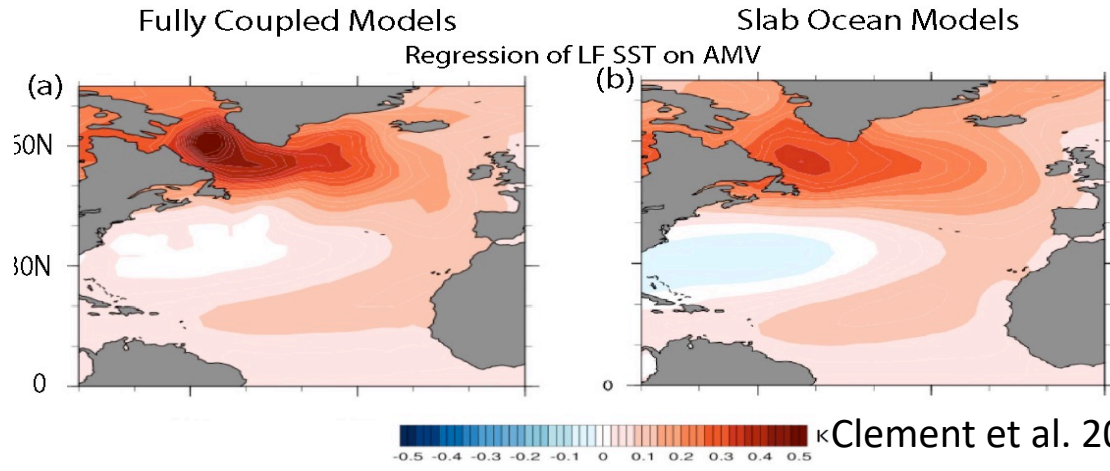 Fully Coupled Models
Slab Ocean Models
Regression of LF SST on AMV
(a)
(b)
30N
0
0
-0.5 -0.4 -0.3 -0.2 -0.1 0 0.1 0.2 0.3 0.4 0.5
K
Clement et al. 20